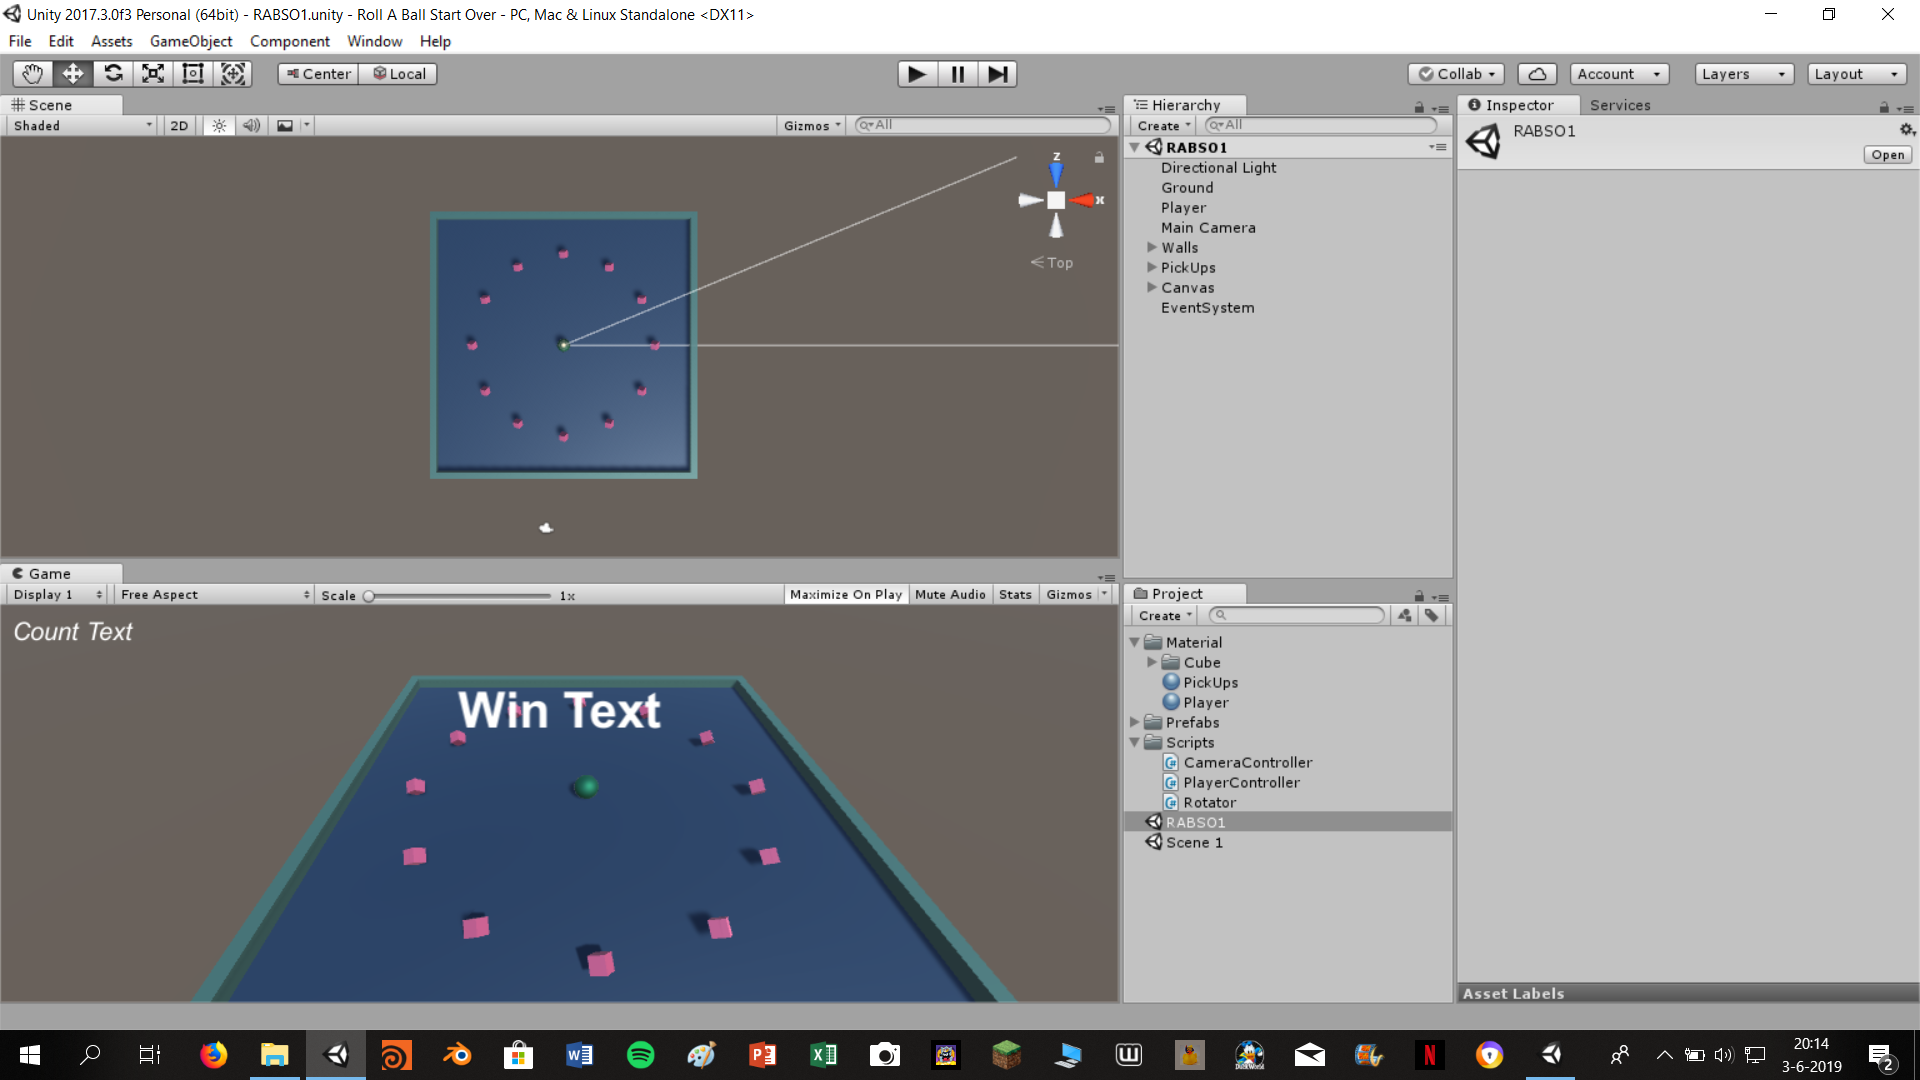 Unity 2017.3.0f3 Personal (64bit) - RABSO1.unity - Roll A Ball Start Over - PC, Mac & Linux Standalone <DX11>
File Edit Assets GameObject Component Window Help
Center Local Collab Account Layers Layout
Scene
Shaded 2D Gizmos All
z
x
Top
Game
Display 1 Free Aspect Scale 1x Maximize On Play Mute Audio Stats Gizmos
Count Text
Win Text
Hierarchy
Create All
RABSO1
Directional Light
Ground
Player
Main Camera
Walls
PickUps
Canvas
EventSystem
Project
Create
Material
Cube
PickUps
Player
Prefabs
Scripts
CameraController
PlayerController
Rotator
RABSO1
Scene 1
Inspector Services
RABSO1
Open
Asset Labels
20:14
3-6-2019
2